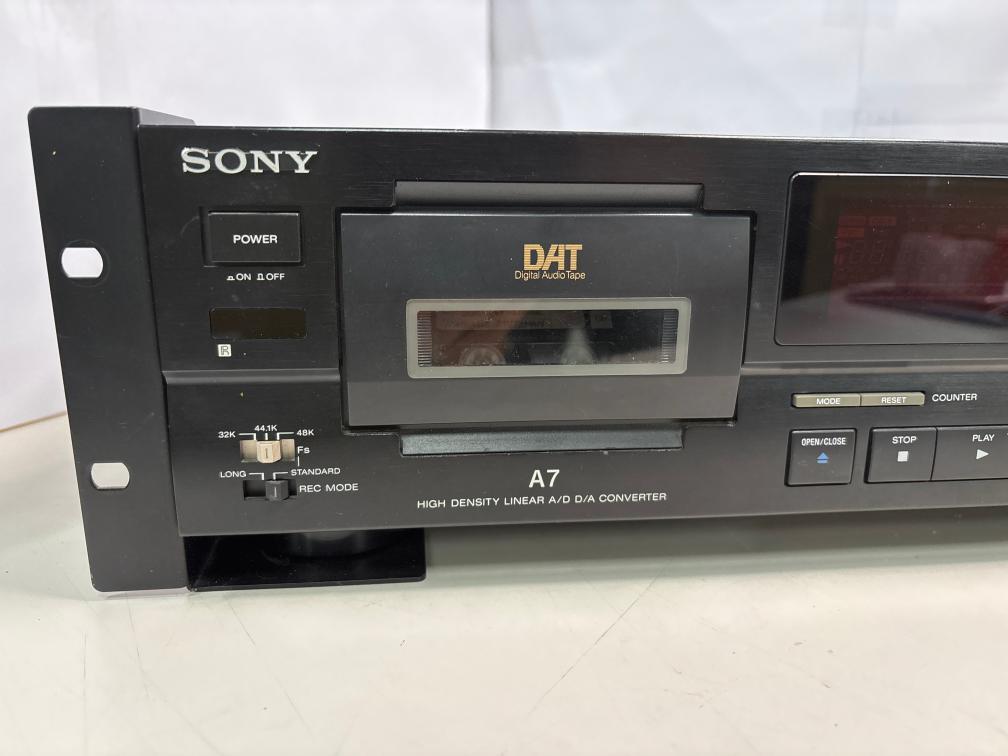 SONY
POWER
ON OFF
R
DAT
Digital Audio Tape
32K 44.1K 48K
Fs
LONG STANDARD
REC MODE
A7
HIGH DENSITY LINEAR A/D D/A CONVERTER
MODE RESET COUNTER
OPEN/CLOSE STOP PLAY